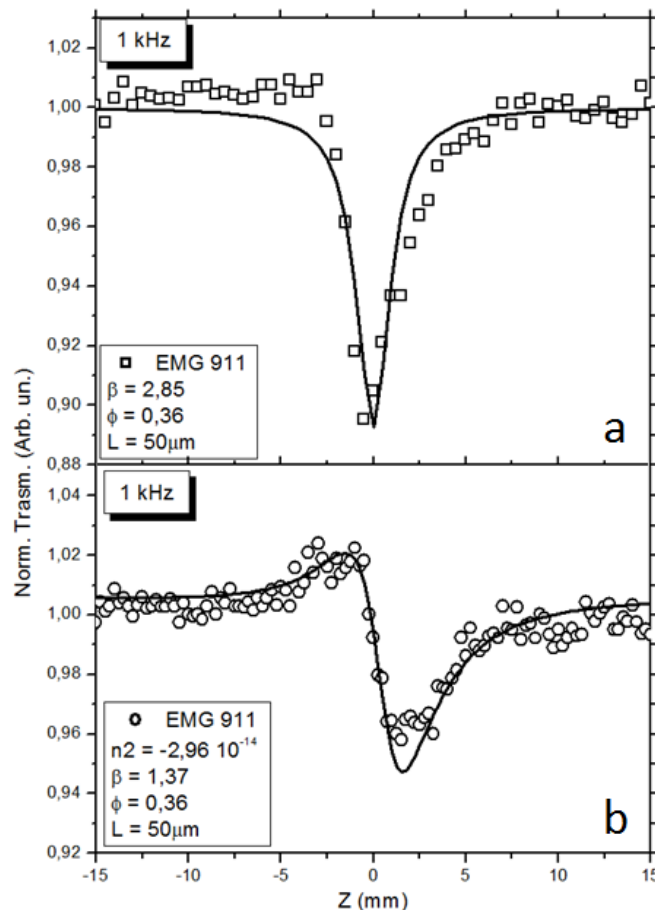 1 kHz
1,02
1,00
0,98
0,96
0,94
0,92
0,90
0,88
EMG 911
β = 2,85
ϕ = 0,36
L = 50μm
a
Norm. Trasm. (Arb. un.)
1 kHz
1,04
1,02
1,00
0,98
0,96
0,94
0,92
EMG 911
n2 = -2,96 10⁻¹⁴
β = 1,37
ϕ = 0,36
L = 50μm
b
-15 -10 -5 0 5 10 15
Z (mm)